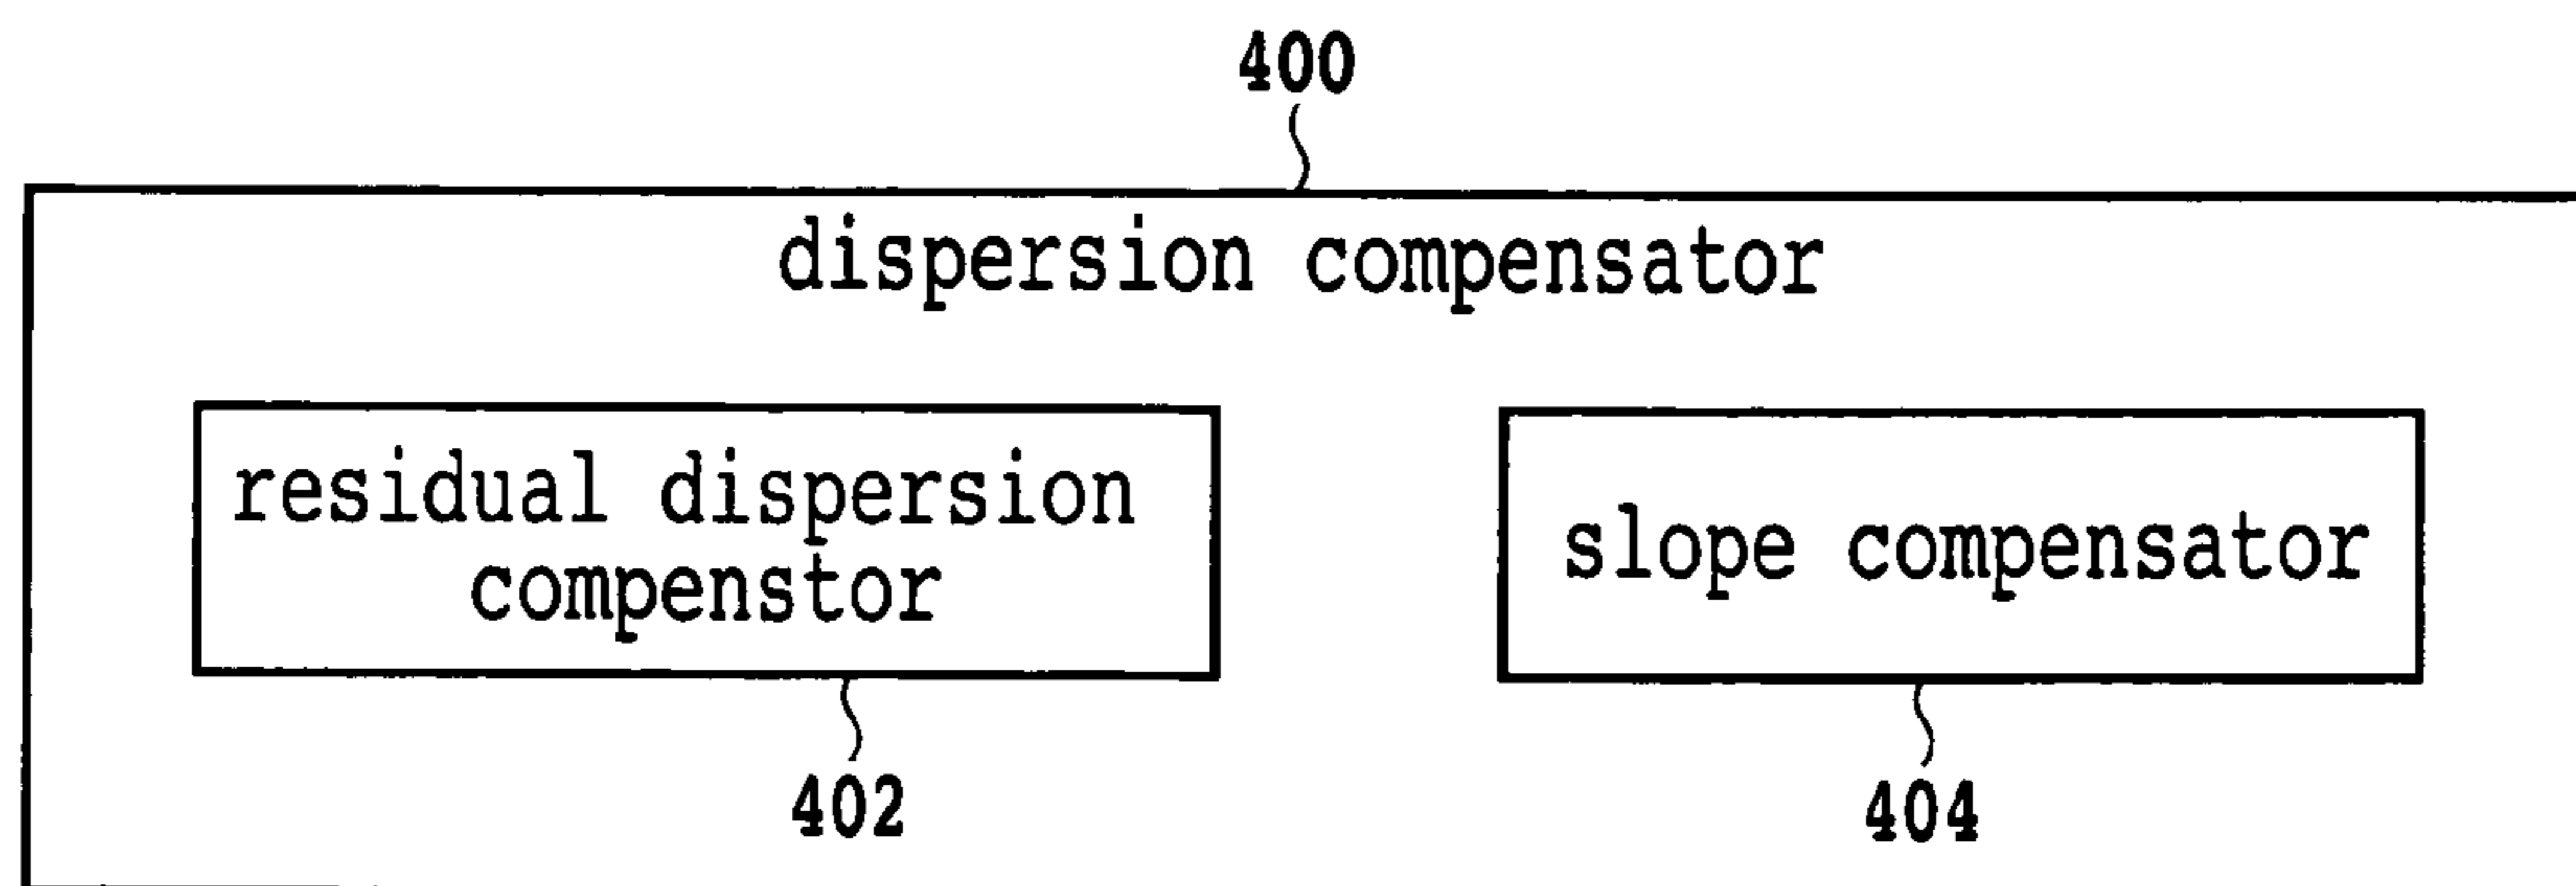 400
dispersion compensator
residual dispersion
compenstor
slope compensator
402
404